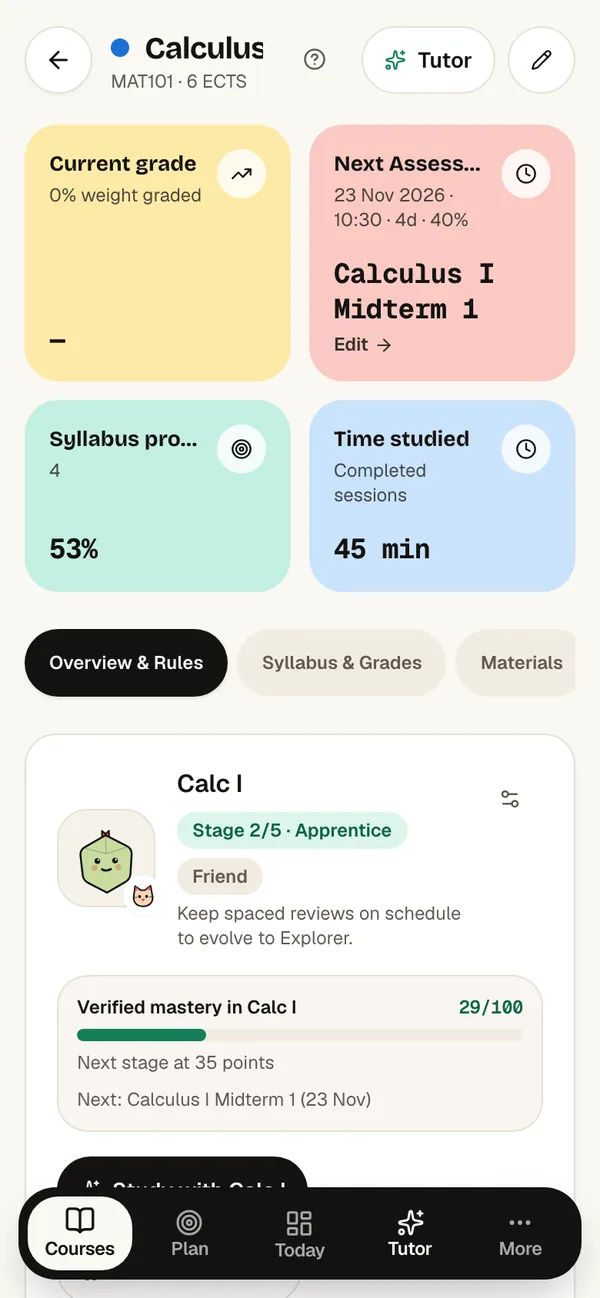 Calculus
MAT101 · 6 ECTS
Tutor
Current grade
0% weight graded
–
Next Assess...
23 Nov 2026 ·
10:30 · 4d · 40%
Calculus I
Midterm 1
Edit →
Syllabus pro...
4
53%
Time studied
Completed
sessions
45 min
Overview & Rules
Syllabus & Grades
Materials
Calc I
Stage 2/5 · Apprentice
Friend
Keep spaced reviews on schedule
to evolve to Explorer.
Verified mastery in Calc I
29/100
Next stage at 35 points
Next: Calculus I Midterm 1 (23 Nov)
Study with Calc I
Courses
Plan
Today
Tutor
More